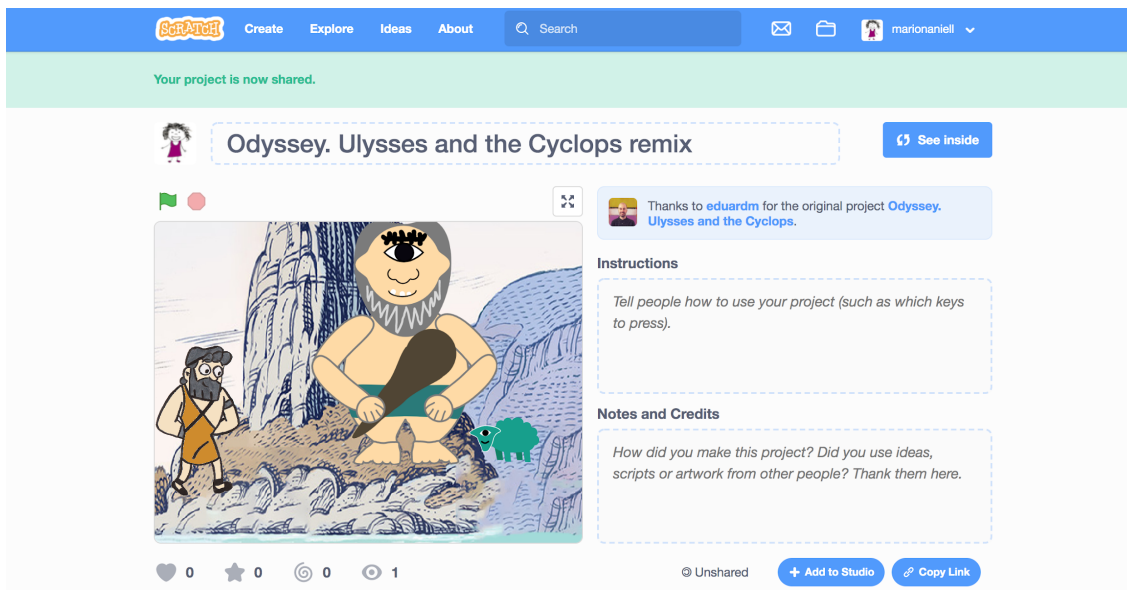 SCRATCH Create Explore Ideas About Search marionaniell
Your project is now shared.
Odyssey. Ulysses and the Cyclops remix
See inside
Thanks to eduardm for the original project Odyssey.
Ulysses and the Cyclops.
Instructions
Tell people how to use your project (such as which keys
to press).
Notes and Credits
How did you make this project? Did you use ideas,
scripts or artwork from other people? Thank them here.
0 0 0 1 Unshared Add to Studio Copy Link